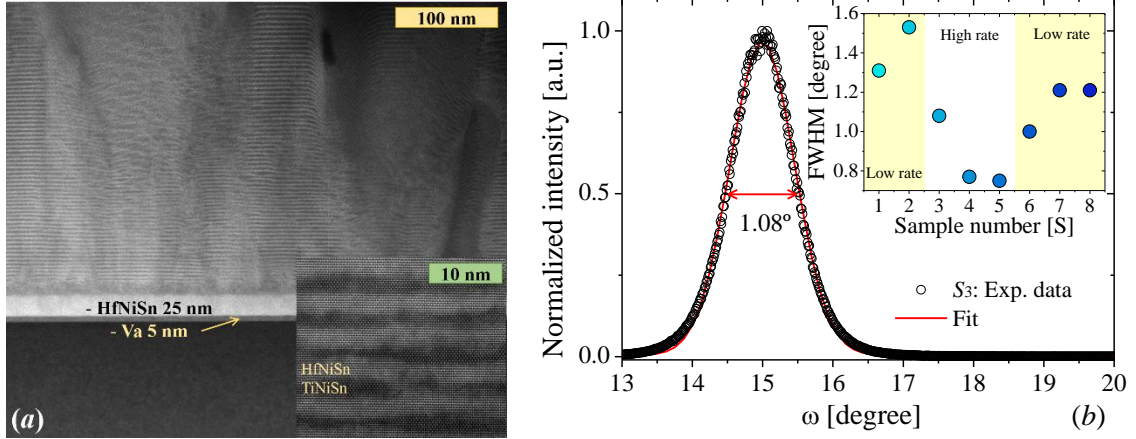 100 nm
- HfNiSn 25 nm
- Va 5 nm
10 nm
HfNiSn
TiNiSn
(a)
Normalized intensity [a.u.]
1.0
0.5
0.0
13 14 15 16 17 18 19 20
ω [degree]
(b)
1.08º
S3: Exp. data
Fit
FWHM [degree]
1.6
1.4
1.2
1.0
0.8
High rate
Low rate
Low rate
1 2 3 4 5 6 7 8
Sample number [S]